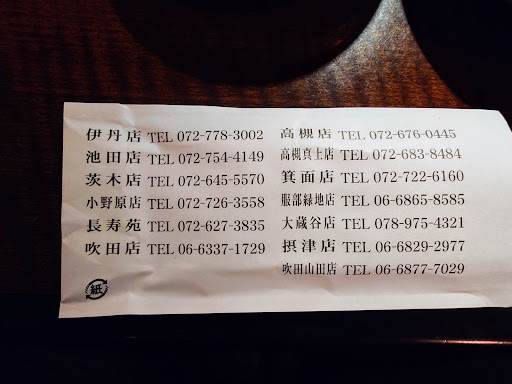 伊丹店 TEL 072-778-3002
池田店 TEL 072-754-4149
茨木店 TEL 072-645-5570
小野原店 TEL 072-726-3558
長寿苑 TEL 072-627-3835
吹田店 TEL 06-6337-1729
紙
高槻店 TEL 072-676-0445
高槻真上店 TEL 072-683-8484
箕面店 TEL 072-722-6160
服部緑地店 TEL 06-6865-8585
大蔵谷店 TEL 078-975-4321
摂津店 TEL 06-6829-2977
吹田山田店 TEL 06-6877-7029